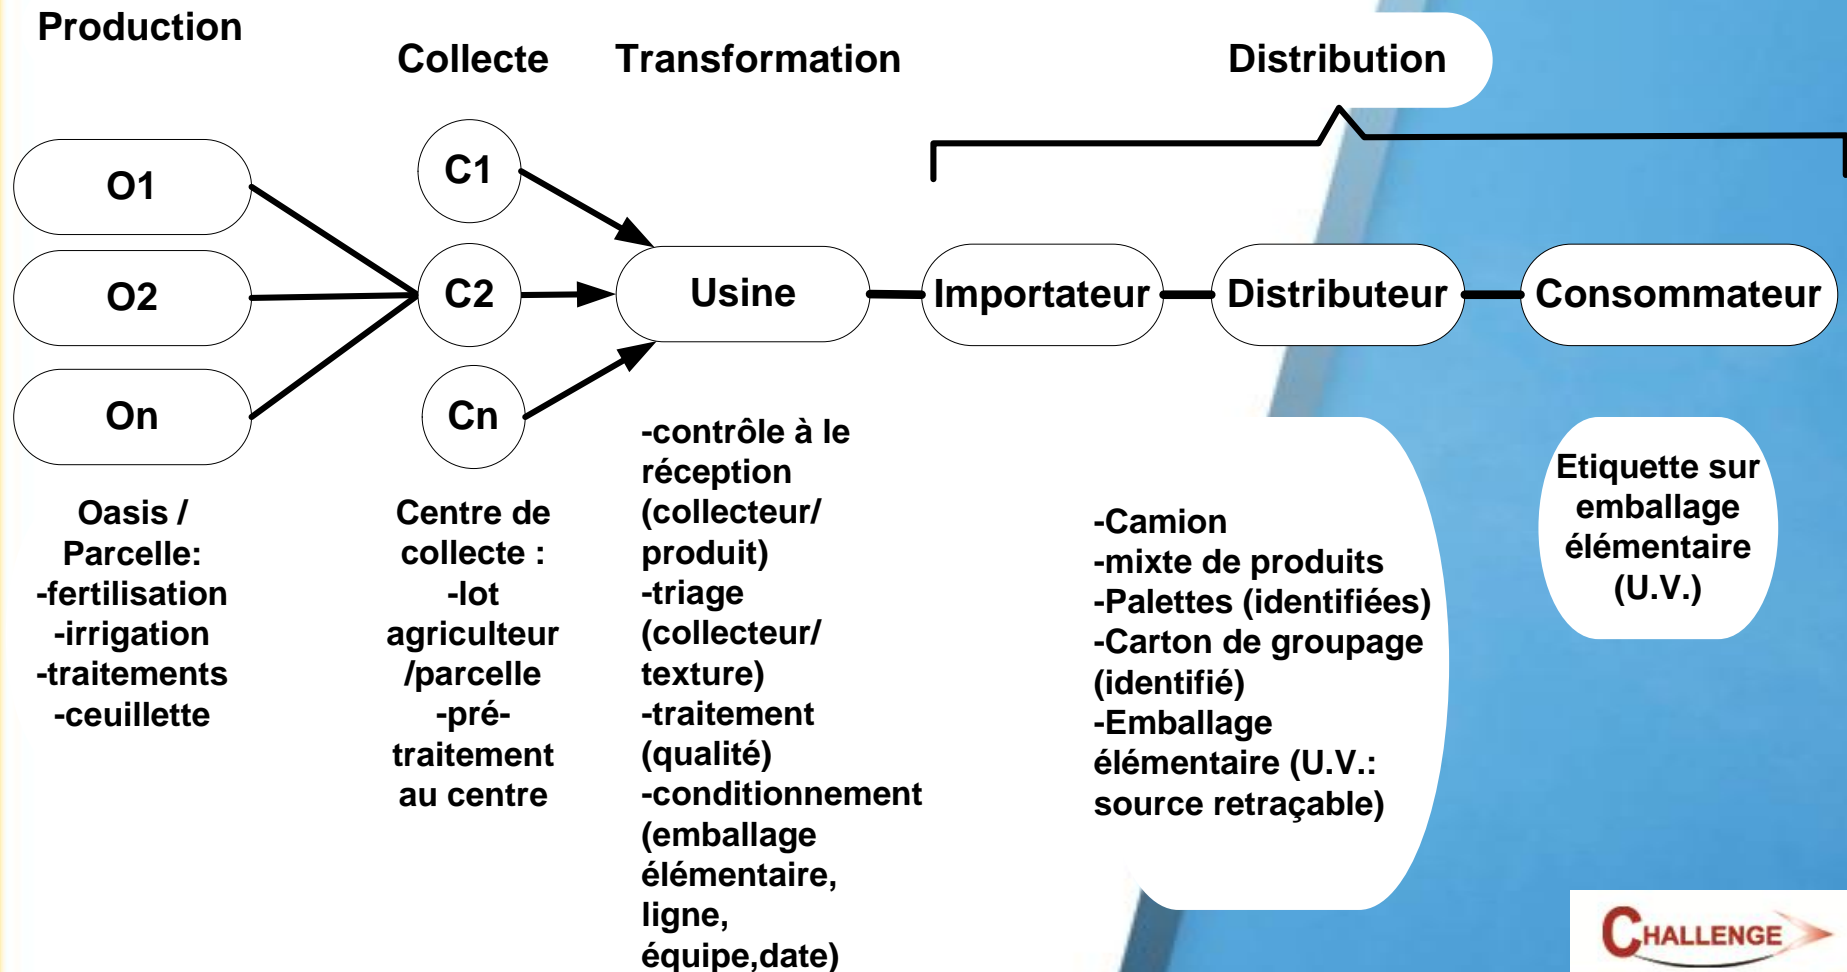 Production
Collecte
Transformation
Distribution
O1
O2
On
C1
C2
Cn
Usine
Importateur
Distributeur
Consommateur
Oasis /
Parcelle:
-fertilisation
-irrigation
-traitements
-ceuillette
Centre de
collecte :
-lot
agriculteur
/parcelle
-pré-
traitement
au centre
-contrôle à le
réception
(collecteur/
produit)
-triage
(collecteur/
texture)
-traitement
(qualité)
-conditionnement
(emballage
élémentaire,
ligne,
équipe,date)
-Camion
-mixte de produits
-Palettes (identifiées)
-Carton de groupage
(identifié)
-Emballage
élémentaire (U.V.:
source retraçable)
Etiquette sur
emballage
élémentaire
(U.V.)
CHALLENGE